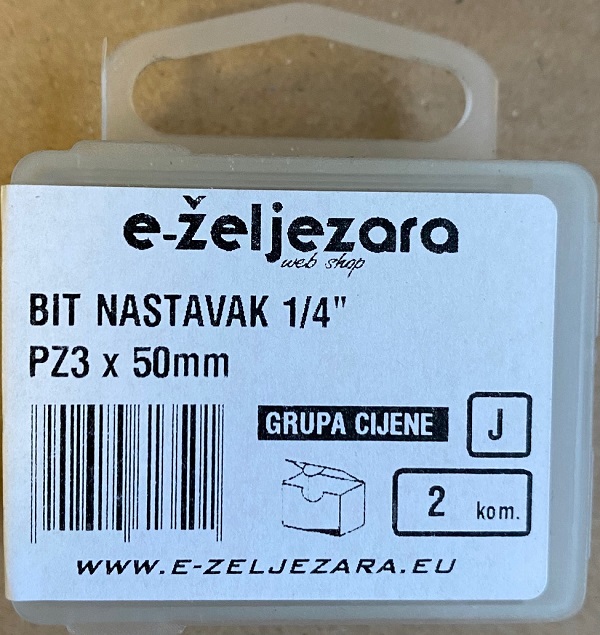 e-željezara
web shop
BIT NASTAVAK 1/4"
PZ3 x 50mm
GRUPA CIJENE J
2 kom.
WWW.E-ZELJEZARA.EU